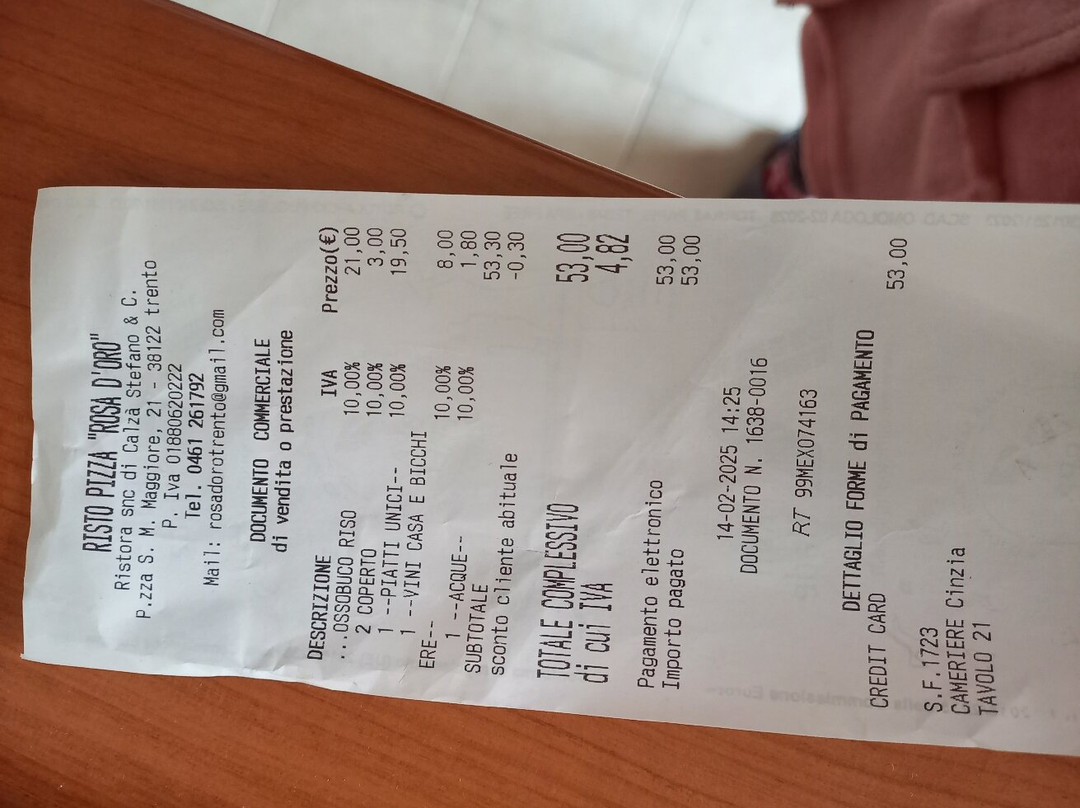 RISTO PIZZA "ROSA D'ORO"
Ristora snc di Calzà Stefano & C.
P.zza S. M. Maggiore, 21 - 38122 trento
P. Iva 01880620222
Tel. 0461 261792
Mail: rosadorotrento@gmail.com
DOCUMENTO COMMERCIALE
di vendita o prestazione
DESCRIZIONE IVA Prezzo(€)
...OSSOBUCO RISO 10,00% 21,00
2 COPERTO 10,00% 3,00
1 --PIATTI UNICI-- 10,00% 19,50
1 --VINI CASA E BICCHI
ERE-- 10,00% 8,00
1 --ACQUE-- 10,00% 1,80
SUBTOTALE 53,30
sconto cliente abituale -0,30
TOTALE COMPLESSIVO 53,00
di cui IVA 4,82
Pagamento elettronico 53,00
Importo pagato 53,00
14-02-2025 14:25
DOCUMENTO N. 1638-0016
RT 99MEX074163
DETTAGLIO FORME di PAGAMENTO
CREDIT CARD 53,00
S.F.1723
CAMERIERE Cinzia
TAVOLO 21